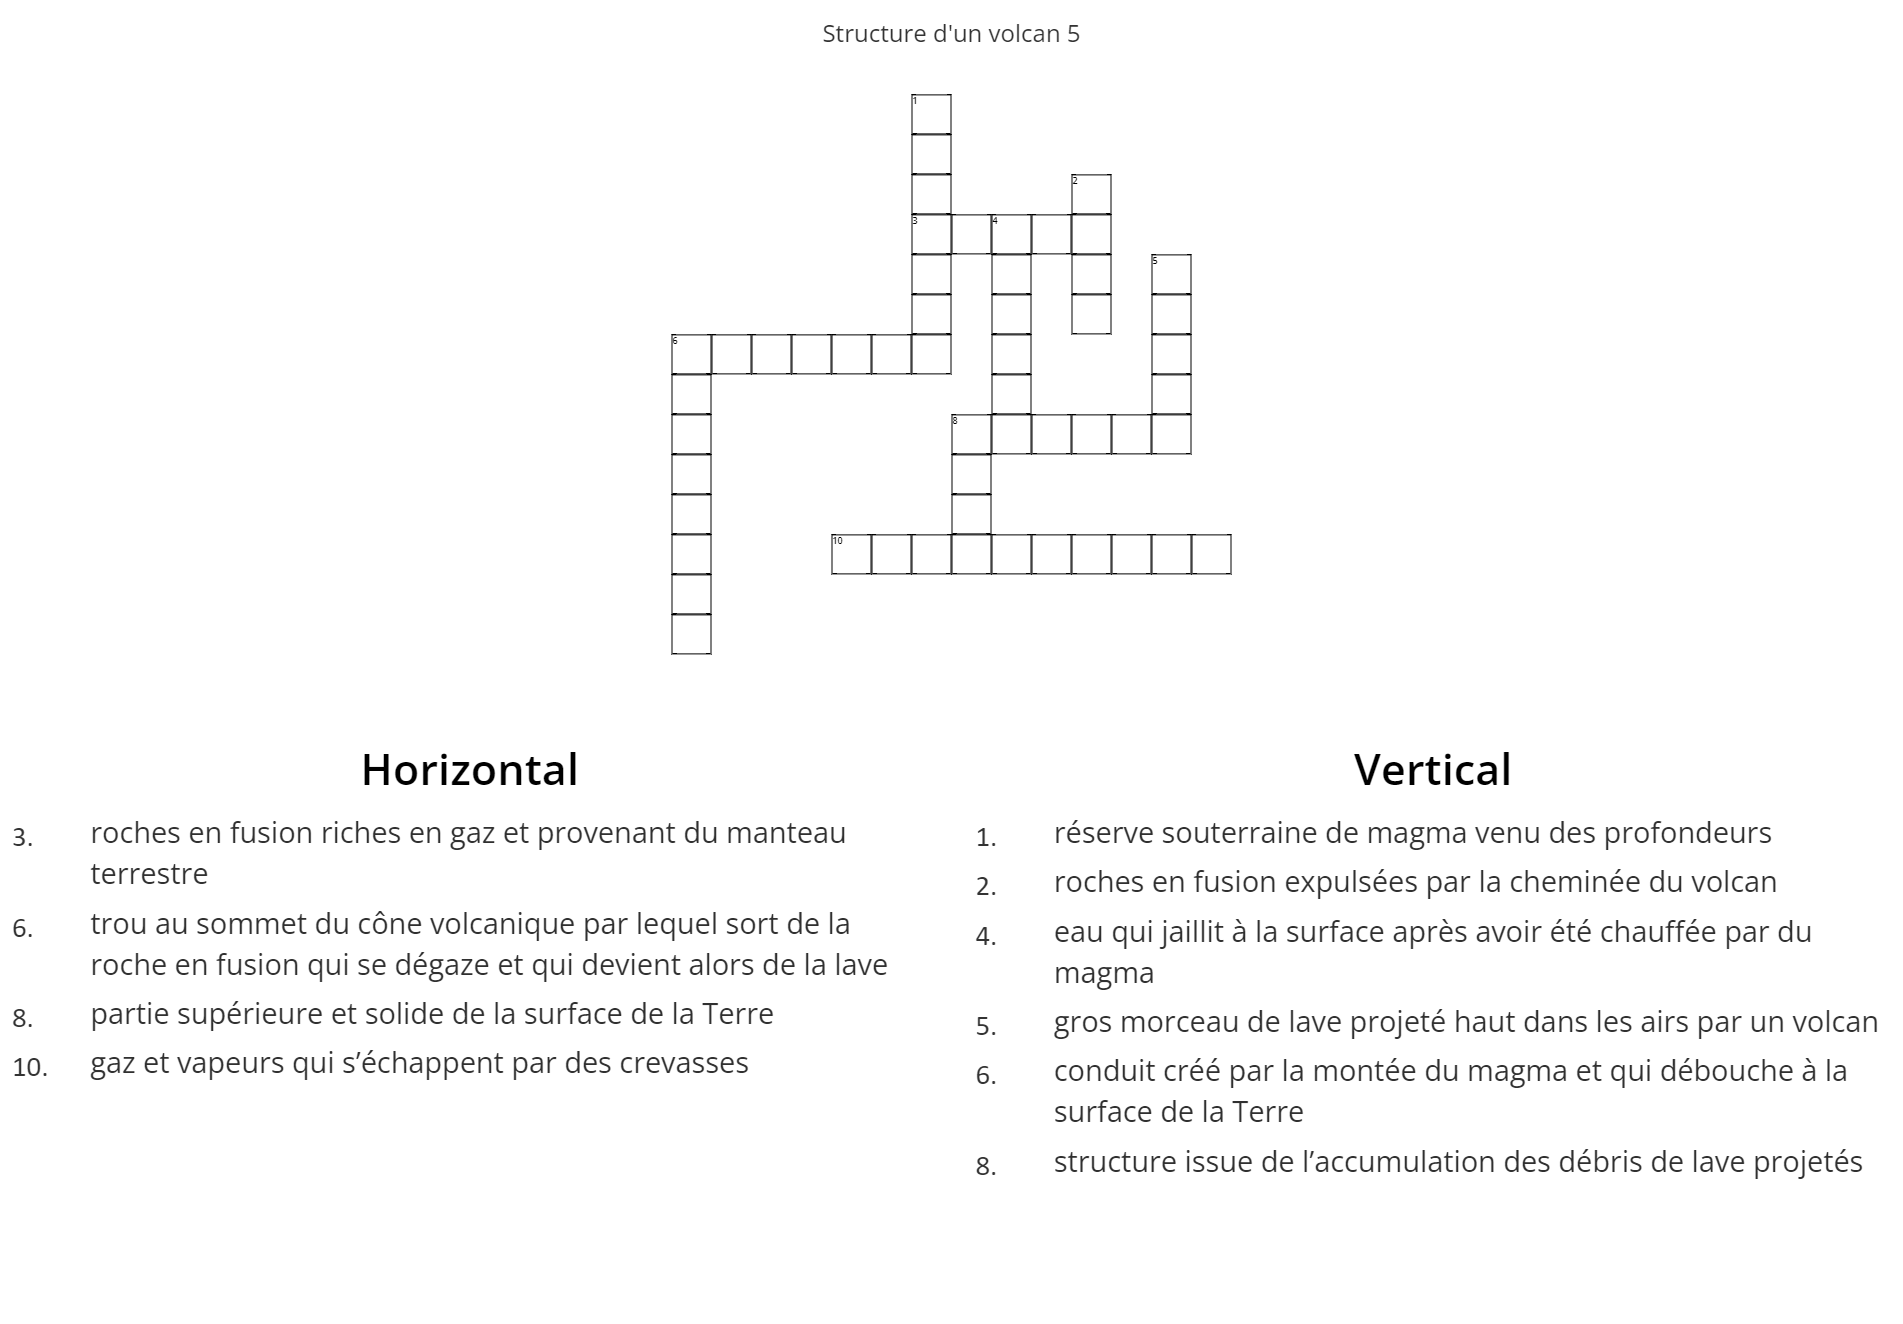 Structure d'un volcan 5
1
2
3
4
5
6
8
10
Horizontal
3. roches en fusion riches en gaz et provenant du manteau
terrestre
6. trou au sommet du cône volcanique par lequel sort de la
roche en fusion qui se dégaze et qui devient alors de la lave
8. partie supérieure et solide de la surface de la Terre
10. gaz et vapeurs qui s’échappent par des crevasses
Vertical
1. réserve souterraine de magma venu des profondeurs
2. roches en fusion expulsées par la cheminée du volcan
4. eau qui jaillit à la surface après avoir été chauffée par du
magma
5. gros morceau de lave projeté haut dans les airs par un volcan
6. conduit créé par la montée du magma et qui débouche à la
surface de la Terre
8. structure issue de l’accumulation des débris de lave projetés